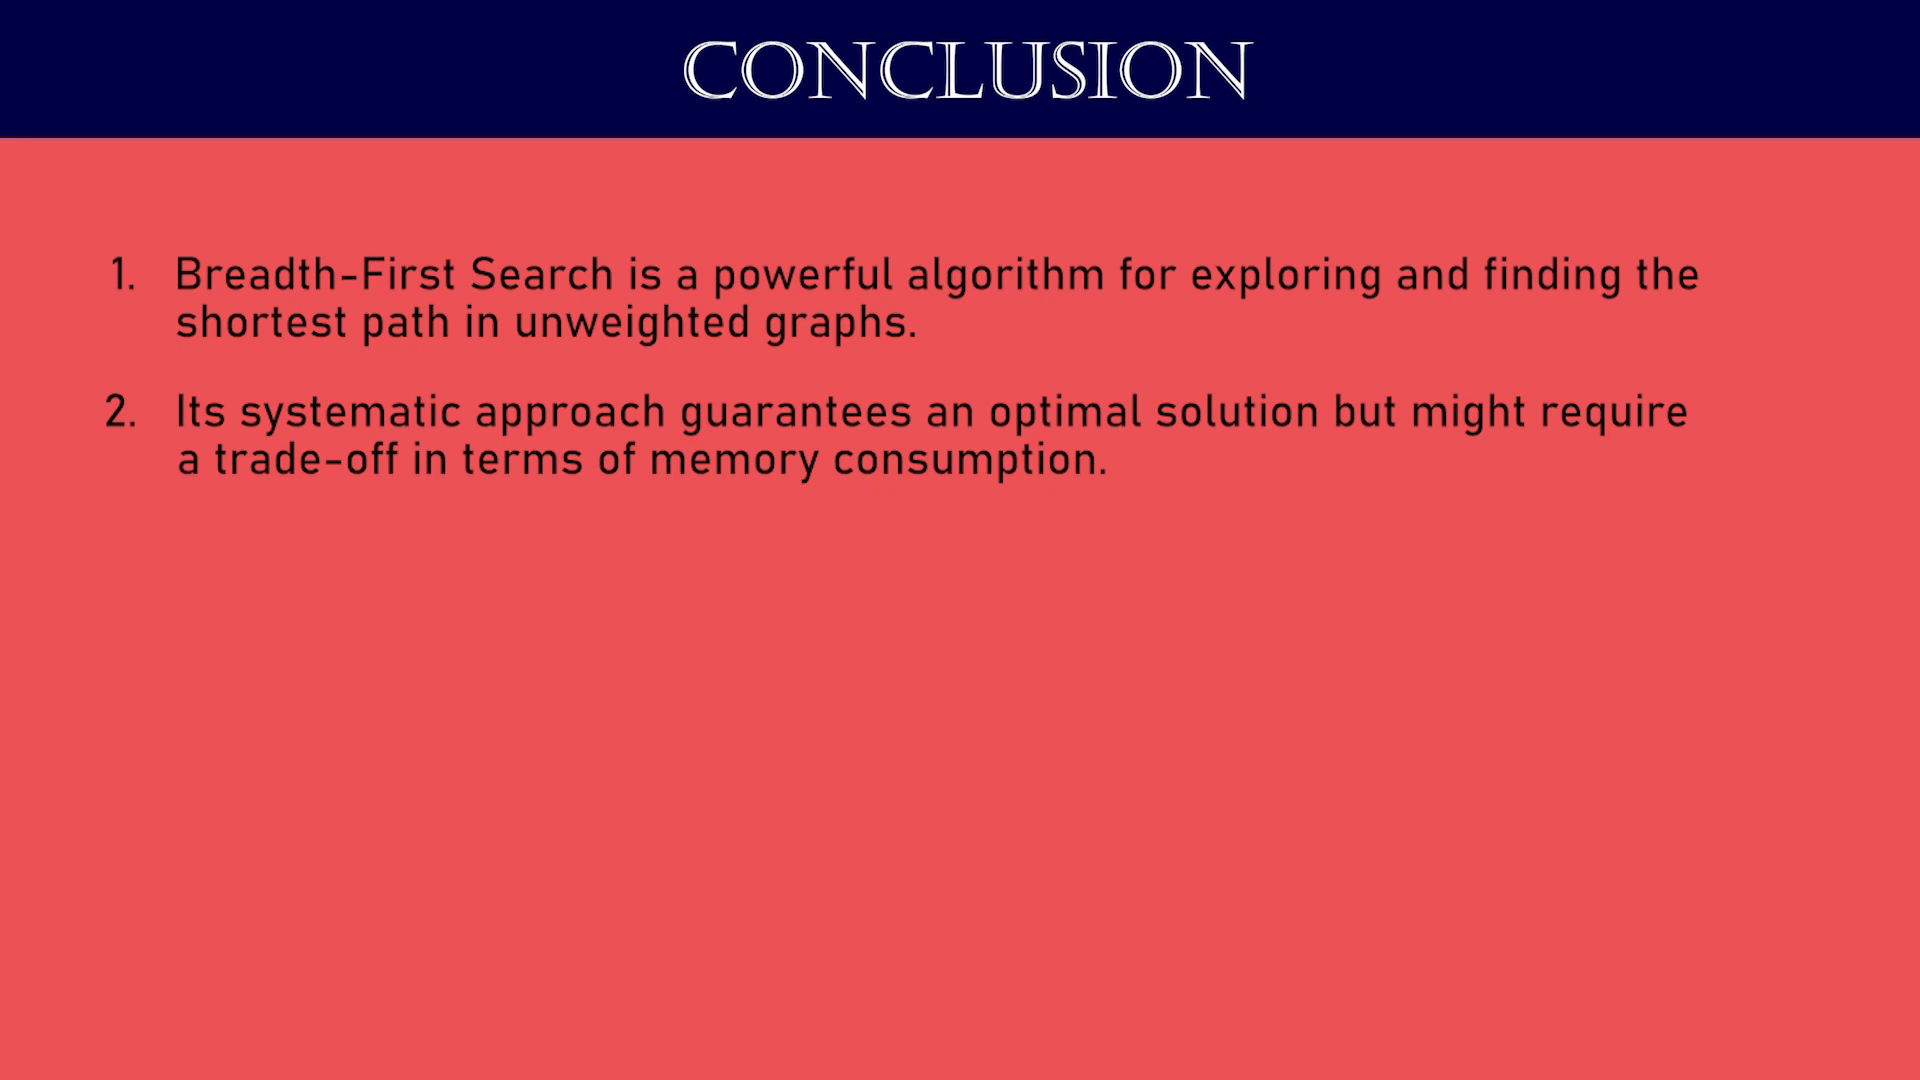 CONCLUSION
1. Breadth-First Search is a powerful algorithm for exploring and finding the
shortest path in unweighted graphs.
2. Its systematic approach guarantees an optimal solution but might require
a trade-off in terms of memory consumption.